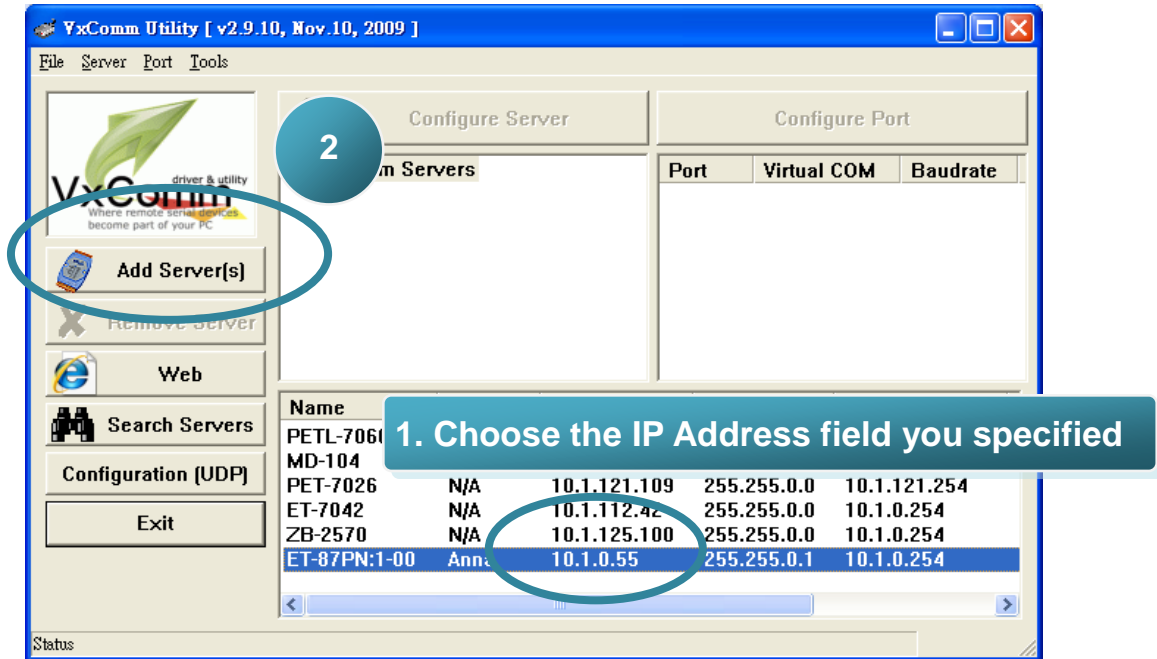 VxComm Utility [ v2.9.10, Nov.10, 2009 ]
File Server Port Tools
VxComm
driver & utility
Where remote serial devices
become part of your PC
Configure Server
Configure Port
2
Servers
Port Virtual COM Baudrate
Add Server(s)
Remove Server
Web
Search Servers
Configuration (UDP)
Exit
Name
1. Choose the IP Address field you specified
MD-104
PET-7026 N/A 10.1.121.109 255.255.0.0 10.1.121.254
ET-7042 N/A 10.1.112.42 255.255.0.0 10.1.0.254
ZB-2570 N/A 10.1.125.100 255.255.0.0 10.1.0.254
ET-87PN:1-00 10.1.0.55 255.255.0.1 10.1.0.254
Status